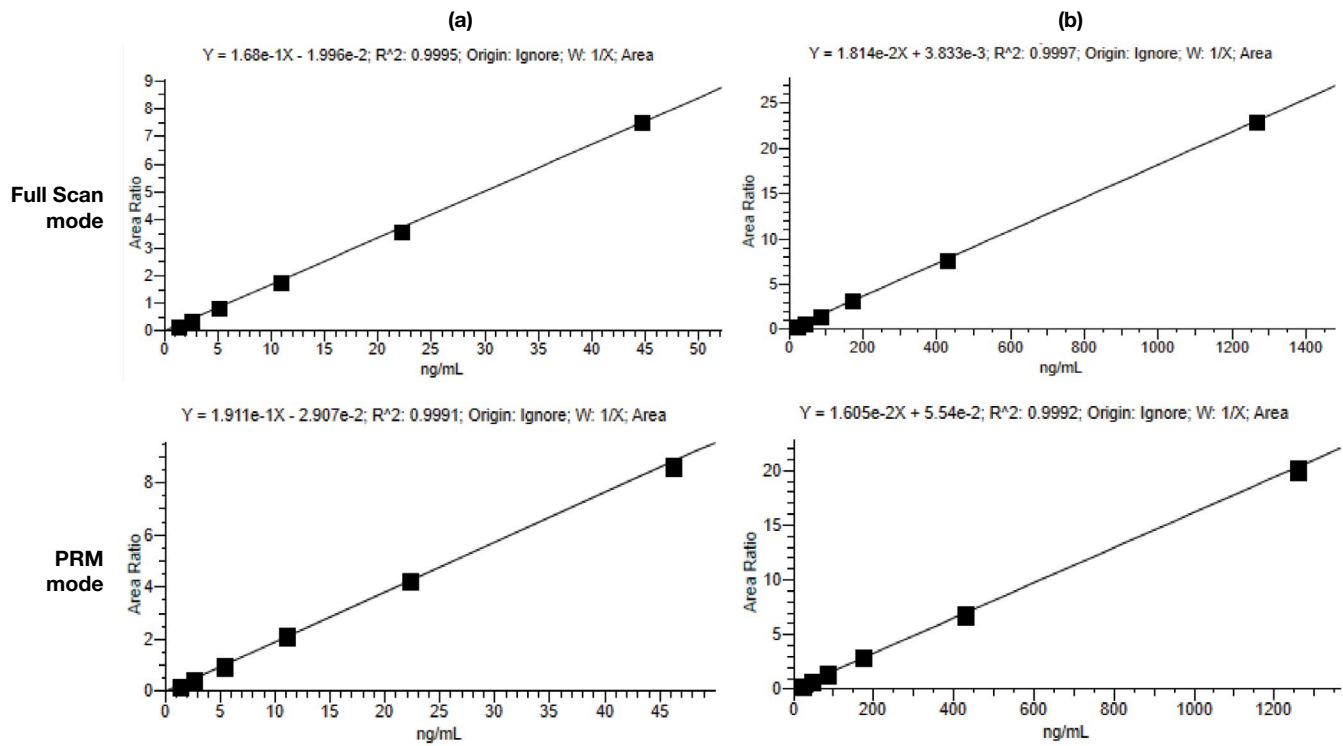 (a)
(b)
Full Scan
mode
Y = 1.68e-1X - 1.996e-2; R^2: 0.9995; Origin: Ignore; W: 1/X; Area
9
8
7
6
5
4
3
2
1
0
Area Ratio
0 5 10 15 20 25 30 35 40 45 50
ng/mL
Y = 1.814e-2X + 3.833e-3; R^2: 0.9997; Origin: Ignore; W: 1/X; Area
25
20
15
10
5
0
Area Ratio
0 200 400 600 800 1000 1200 1400
ng/mL
PRM
mode
Y = 1.911e-1X - 2.907e-2; R^2: 0.9991; Origin: Ignore; W: 1/X; Area
8
6
4
2
0
Area Ratio
0 5 10 15 20 25 30 35 40 45
ng/mL
Y = 1.605e-2X + 5.54e-2; R^2: 0.9992; Origin: Ignore; W: 1/X; Area
20
15
10
5
0
Area Ratio
0 200 400 600 800 1000 1200
ng/mL